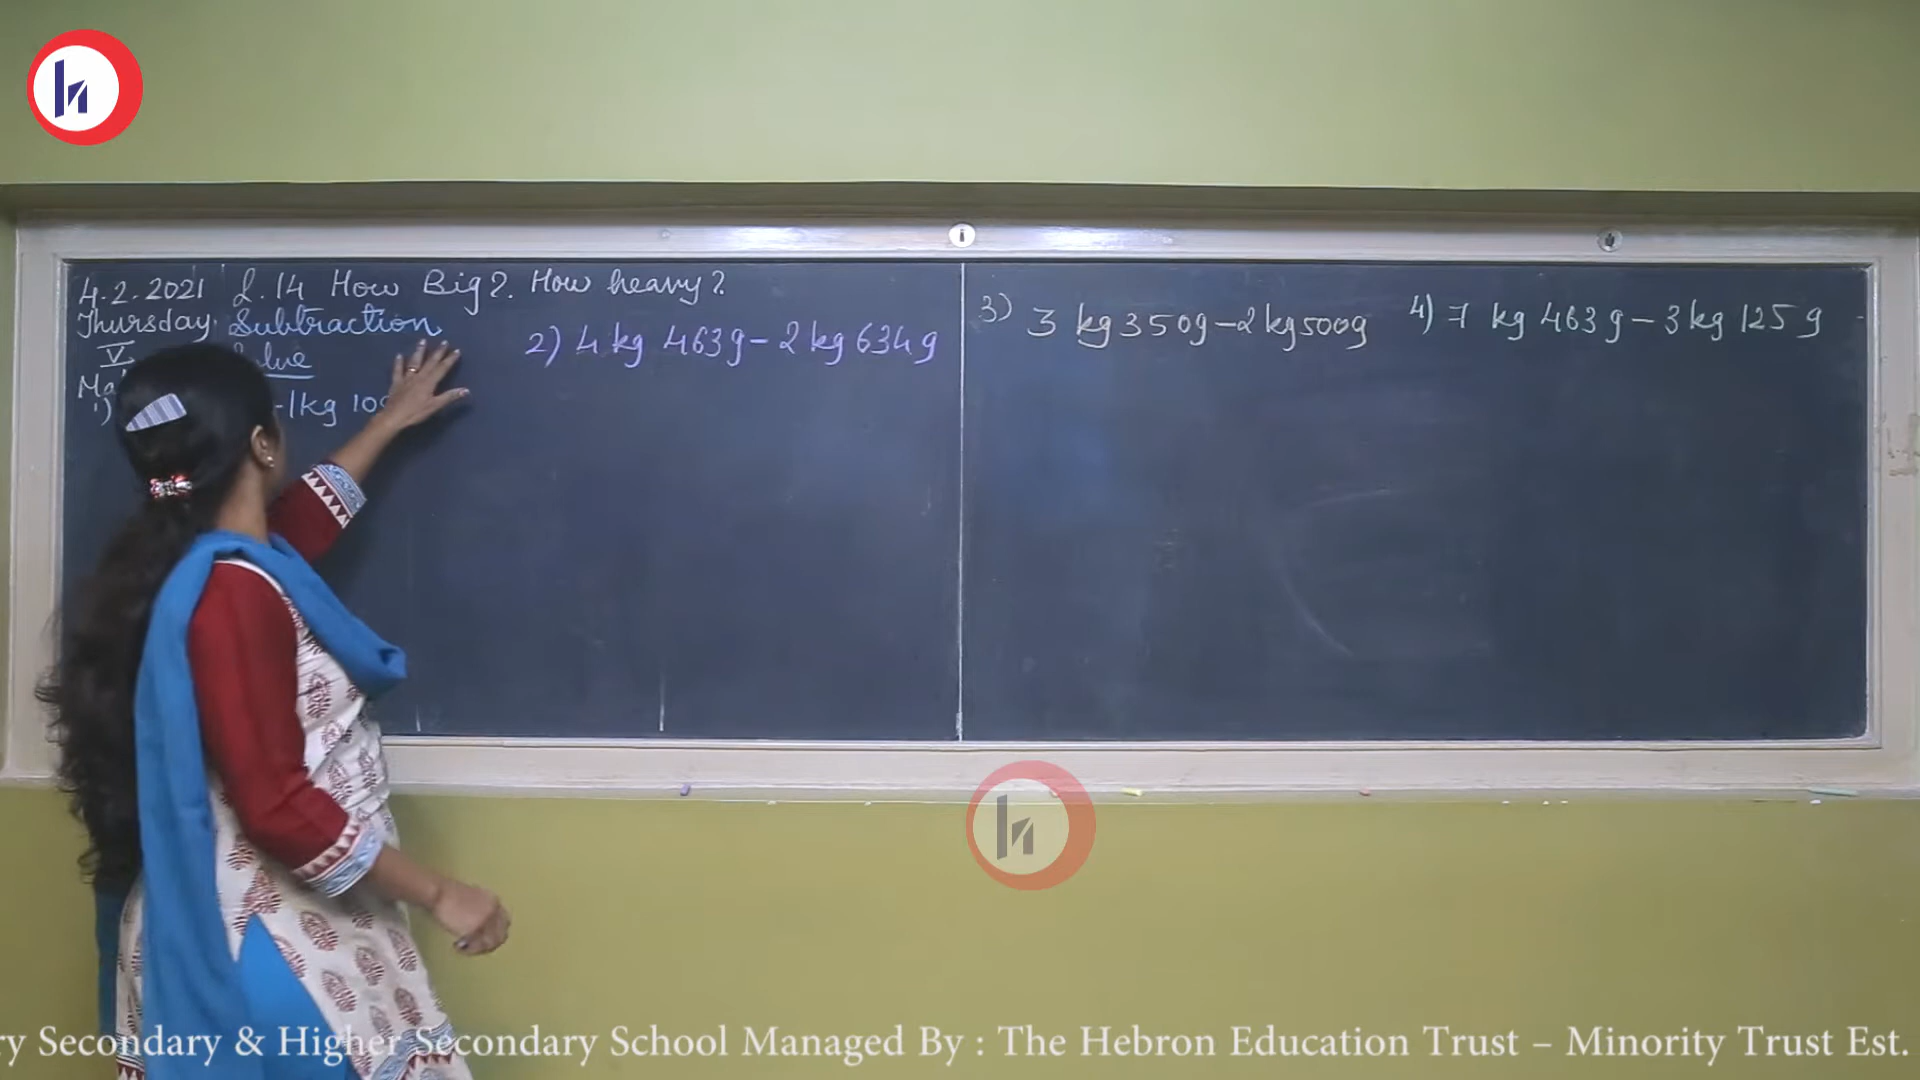 4.2.2021 L.14 How Big?. How heavy?
Thursday Subtraction
V
1) -1kg
2) 4 kg 463g - 2 kg 634g
3) 3 kg 350g - 2 kg 500g
4) 7 kg 463 g - 3 kg 125 g
Secondary & Higher Secondary School Managed By : The Hebron Education Trust – Minority Trust Est.